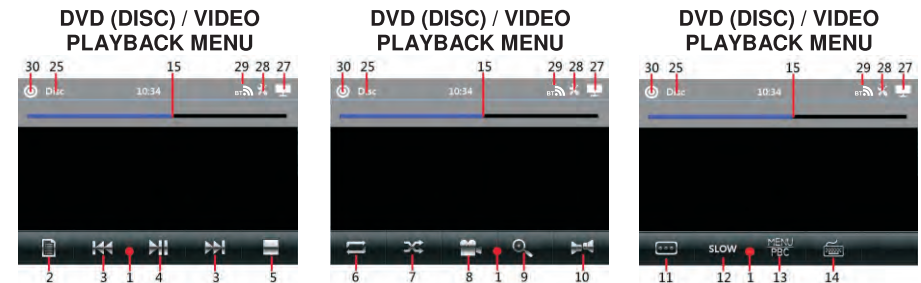 DVD (DISC) / VIDEO
PLAYBACK MENU
30 25 15 29 28 27
Disc 10:34 BT
2 3 1 4 3 5
DVD (DISC) / VIDEO
PLAYBACK MENU
30 25 15 29 28 27
Disc 10:34 BT
6 7 8 1 9 10
DVD (DISC) / VIDEO
PLAYBACK MENU
30 25 15 29 28 27
Disc 10:34 BT
SLOW MENU
PBC
11 12 1 13 14